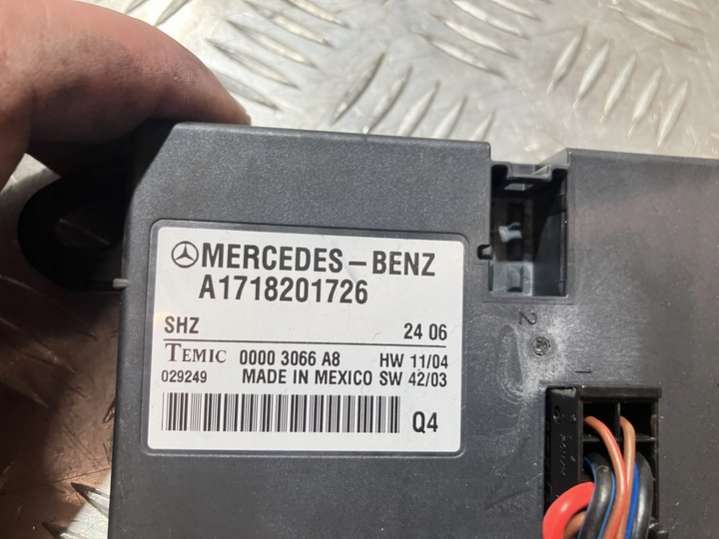 MERCEDES-BENZ
A1718201726
SHZ 24 06
TEMIC 0000 3066 A8 HW 11/04
029249 MADE IN MEXICO SW 42/03
Q4
2
1